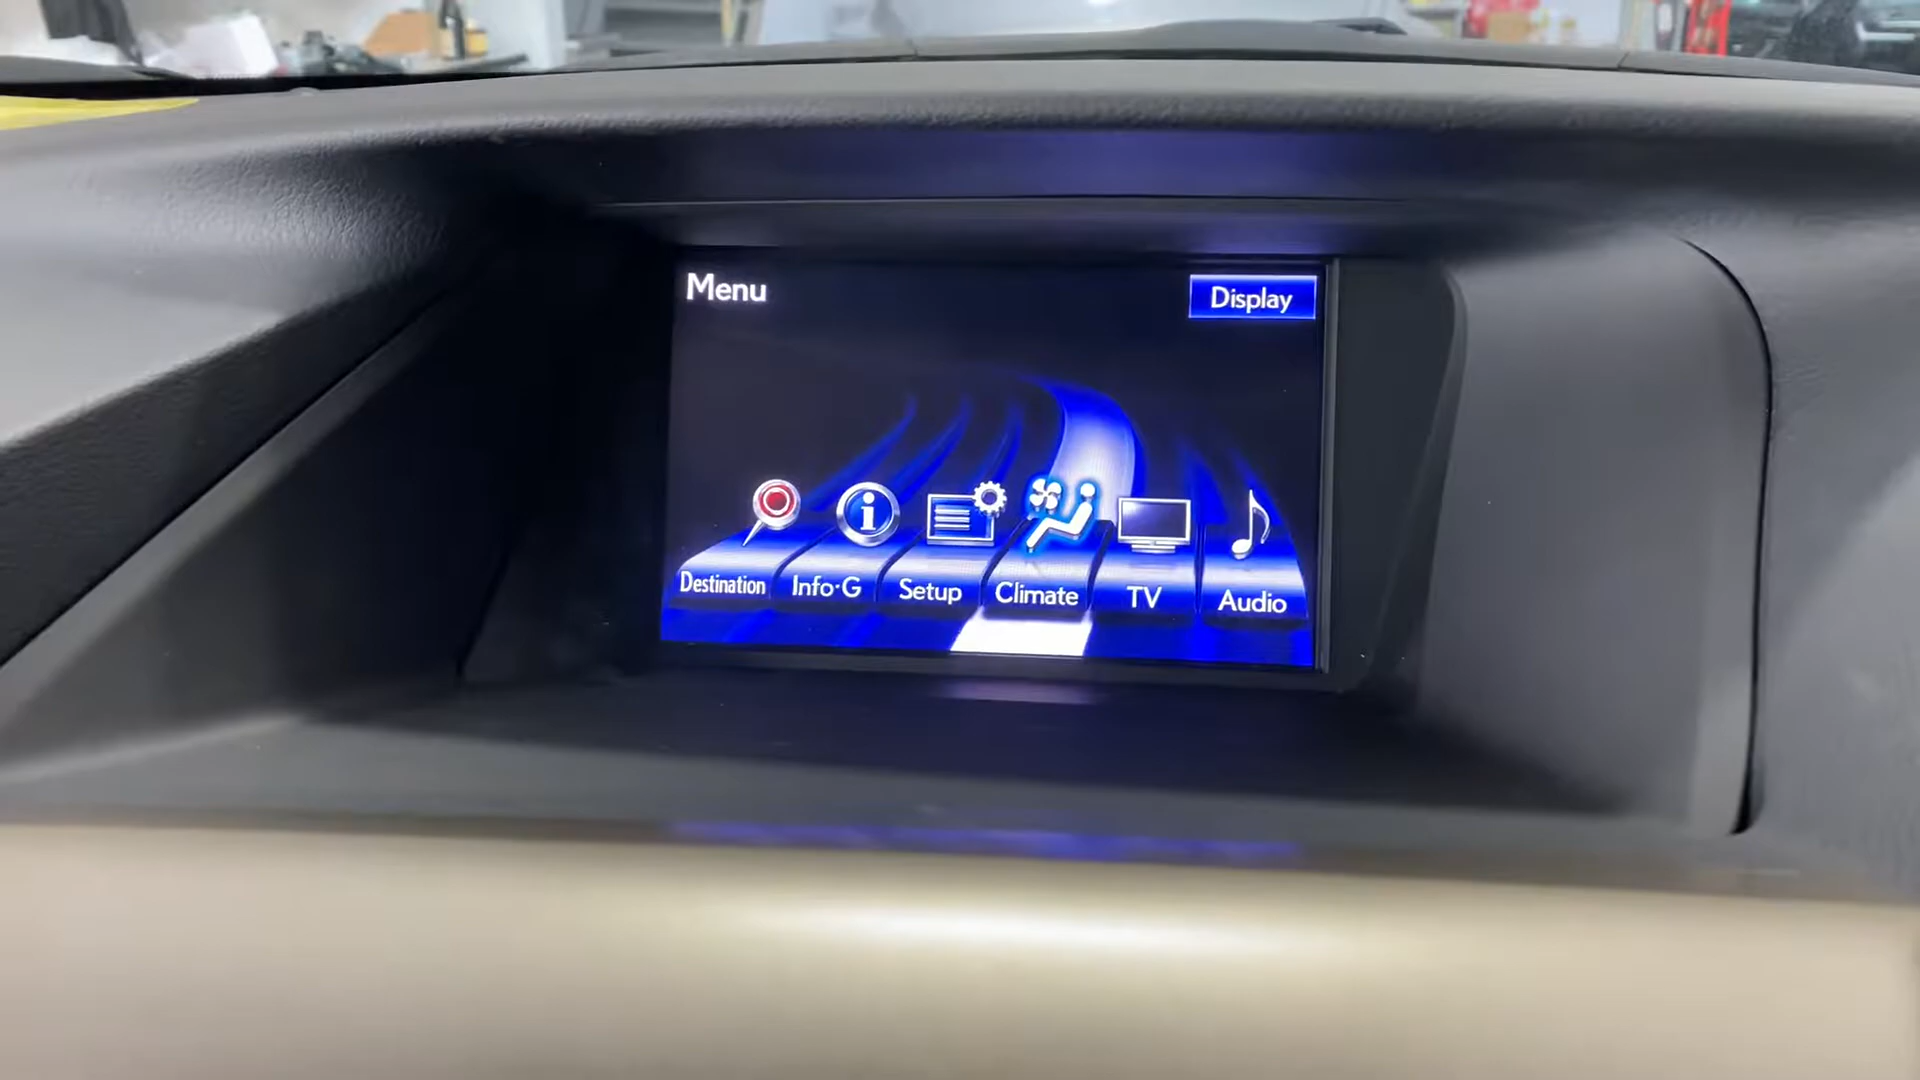 Menu
Display
Destination
Info·G
Setup
Climate
TV
Audio